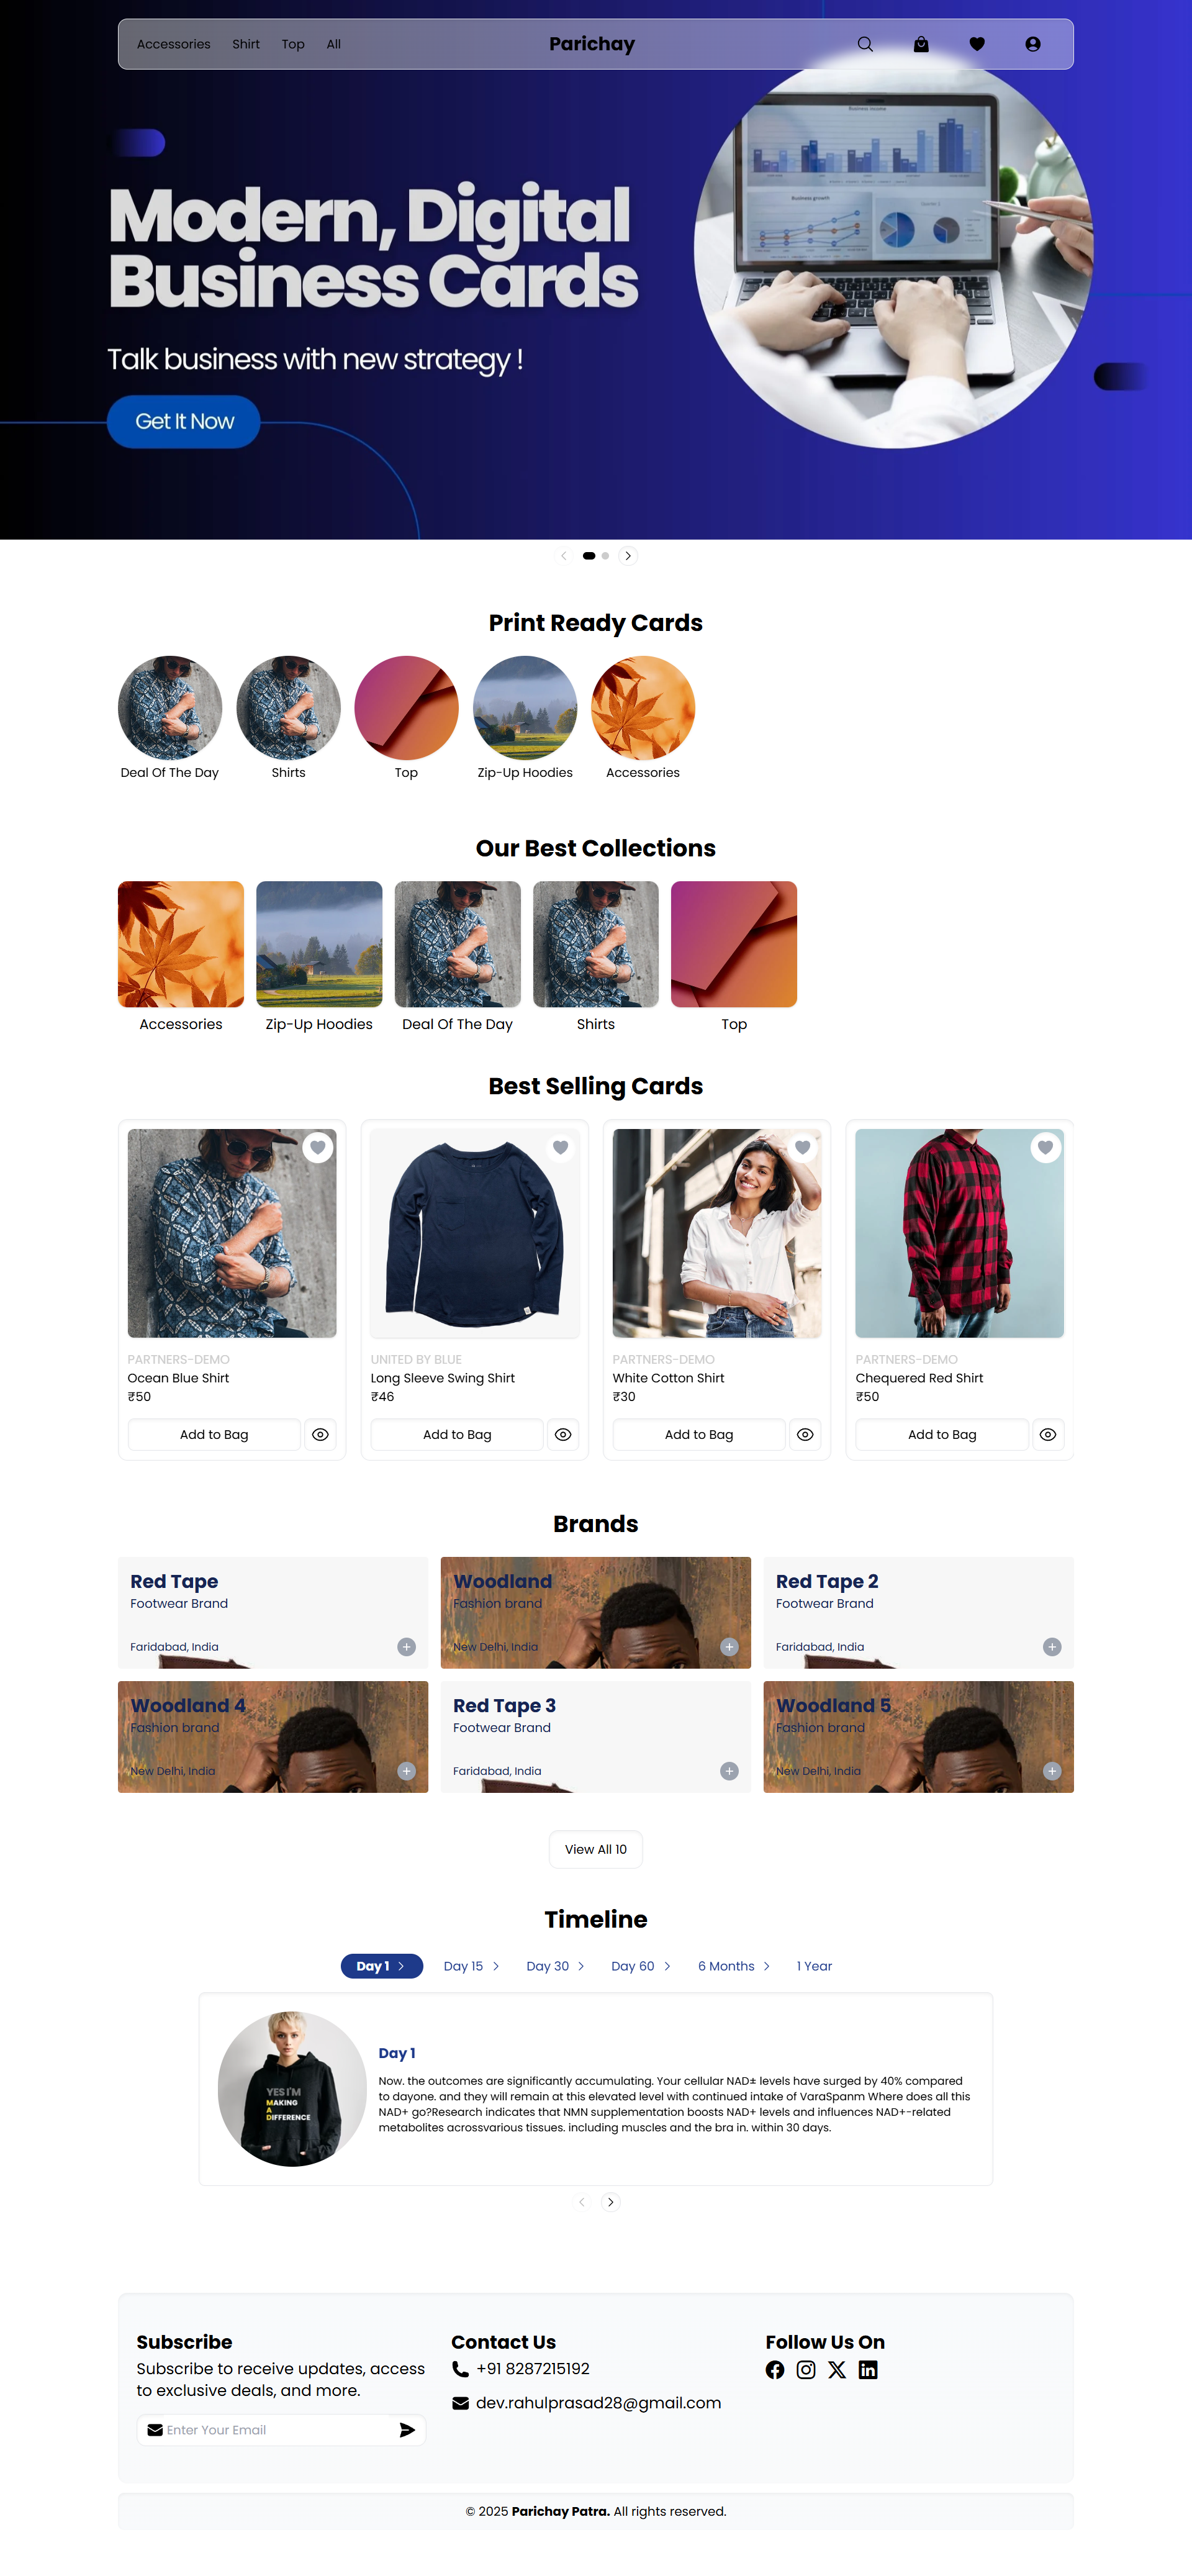 Accessories Shirt Top All Parichay
Business Income
Business growth
Modern, Digital
Business Cards
Talk business with new strategy !
Get It Now
Print Ready Cards
Deal Of The Day Shirts Top Zip-Up Hoodies Accessories
Our Best Collections
Accessories Zip-Up Hoodies Deal Of The Day Shirts Top
Best Selling Cards
PARTNERS-DEMO UNITED BY BLUE PARTNERS-DEMO PARTNERS-DEMO
Ocean Blue Shirt Long Sleeve Swing Shirt White Cotton Shirt Chequered Red Shirt
₹50 ₹46 ₹30 ₹50
Add to Bag Add to Bag Add to Bag Add to Bag
Brands
Red Tape Woodland Red Tape 2
Footwear Brand Fashion brand Footwear Brand
Faridabad, India New Delhi, India Faridabad, India
Woodland 4 Red Tape 3 Woodland 5
Fashion brand Footwear Brand Fashion brand
New Delhi, India Faridabad, India New Delhi, India
View All 10
Timeline
Day 1 Day 15 Day 30 Day 60 6 Months 1 Year
YES I'M
MAKING
A
DIFFERENCE
Day 1
Now. the outcomes are significantly accumulating. Your cellular NAD± levels have surged by 40% compared
to dayone. and they will remain at this elevated level with continued intake of VaraSpanm Where does all this
NAD+ go?Research indicates that NMN supplementation boosts NAD+ levels and influences NAD+-related
metabolites acrossvarious tissues. including muscles and the bra in. within 30 days.
Subscribe Contact Us Follow Us On
Subscribe to receive updates, access
to exclusive deals, and more.
Enter Your Email
+91 8287215192
dev.rahulprasad28@gmail.com
© 2025 Parichay Patra. All rights reserved.